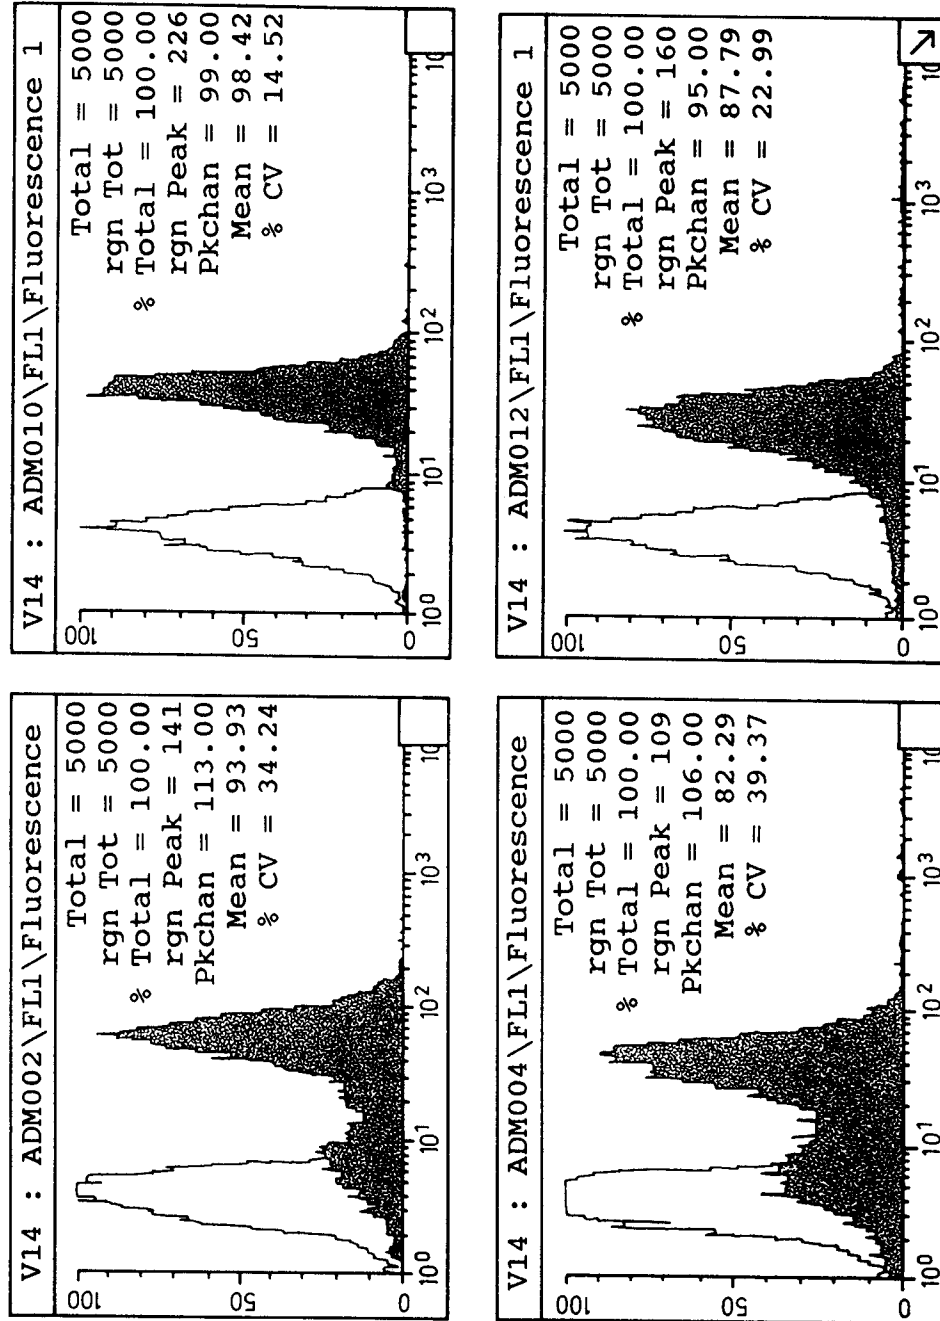 V14 : ADM002\FL1\Fluorescence
Total = 5000
rgn Tot = 5000
% Total = 100.00
rgn Peak = 141
Pkchan = 113.00
Mean = 93.93
% CV = 34.24
100
50
0
10⁰
10¹
10²
10³
10
V14 : ADM010\FL1\Fluorescence 1
Total = 5000
rgn Tot = 5000
% Total = 100.00
rgn Peak = 226
Pkchan = 99.00
Mean = 98.42
% CV = 14.52
100
50
0
10⁰
10¹
10²
10³
10
V14 : ADM004\FL1\Fluorescence
Total = 5000
rgn Tot = 5000
% Total = 100.00
rgn Peak = 109
Pkchan = 106.00
Mean = 82.29
% CV = 39.37
100
50
0
10⁰
10¹
10²
10³
10
V14 : ADM012\FL1\Fluorescence 1
Total = 5000
rgn Tot = 5000
% Total = 100.00
rgn Peak = 160
Pkchan = 95.00
Mean = 87.79
% CV = 22.99
100
50
0
10⁰
10¹
10²
10³
10